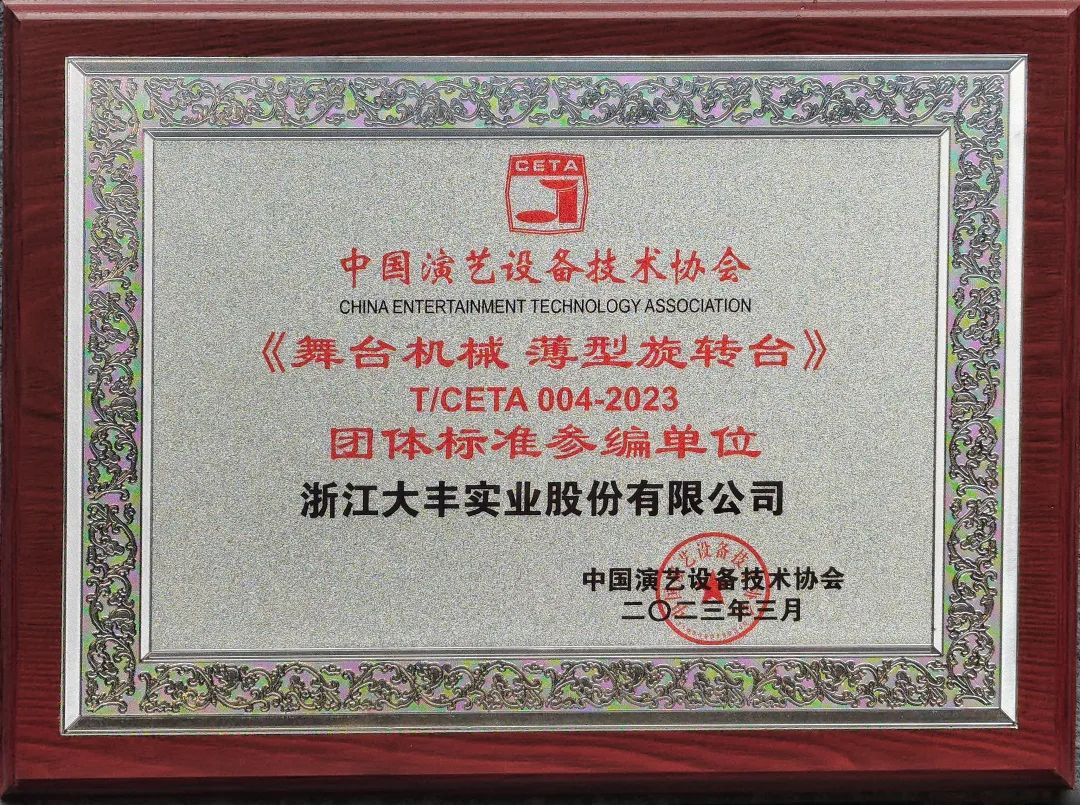 CETA
中国演艺设备技术协会
CHINA ENTERTAINMENT TECHNOLOGY ASSOCIATION
《舞台机械 薄型旋转台》
T/CETA 004-2023
团体标准参编单位
浙江大丰实业股份有限公司
中国演艺设备技术协会
二〇二三年三月